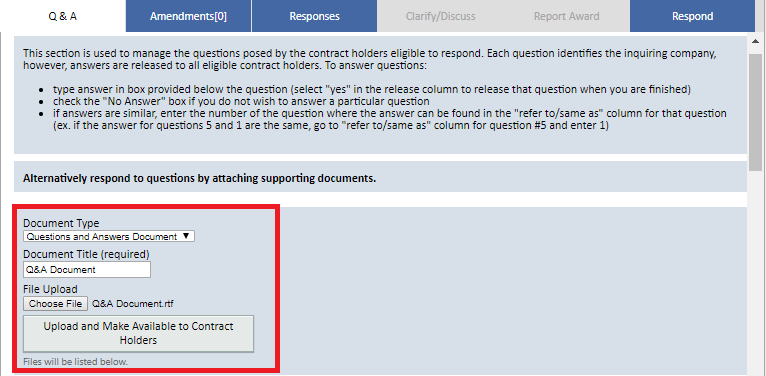 Q & A
Amendments[0]
Responses
Clarify/Discuss
Report Award
Respond
This section is used to manage the questions posed by the contract holders eligible to respond. Each question identifies the inquiring company,
however, answers are released to all eligible contract holders. To answer questions:
• type answer in box provided below the question (select "yes" in the release column to release that question when you are finished)
• check the "No Answer" box if you do not wish to answer a particular question
• if answers are similar, enter the number of the question where the answer can be found in the "refer to/same as" column for that question
(ex. if the answer for questions 5 and 1 are the same, go to "refer to/same as" column for question #5 and enter 1)
Alternatively respond to questions by attaching supporting documents.
Document Type
Questions and Answers Document ▼
Document Title (required)
Q&A Document
File Upload
Choose File Q&A Document.rtf
Upload and Make Available to Contract
Holders
Files will be listed below.